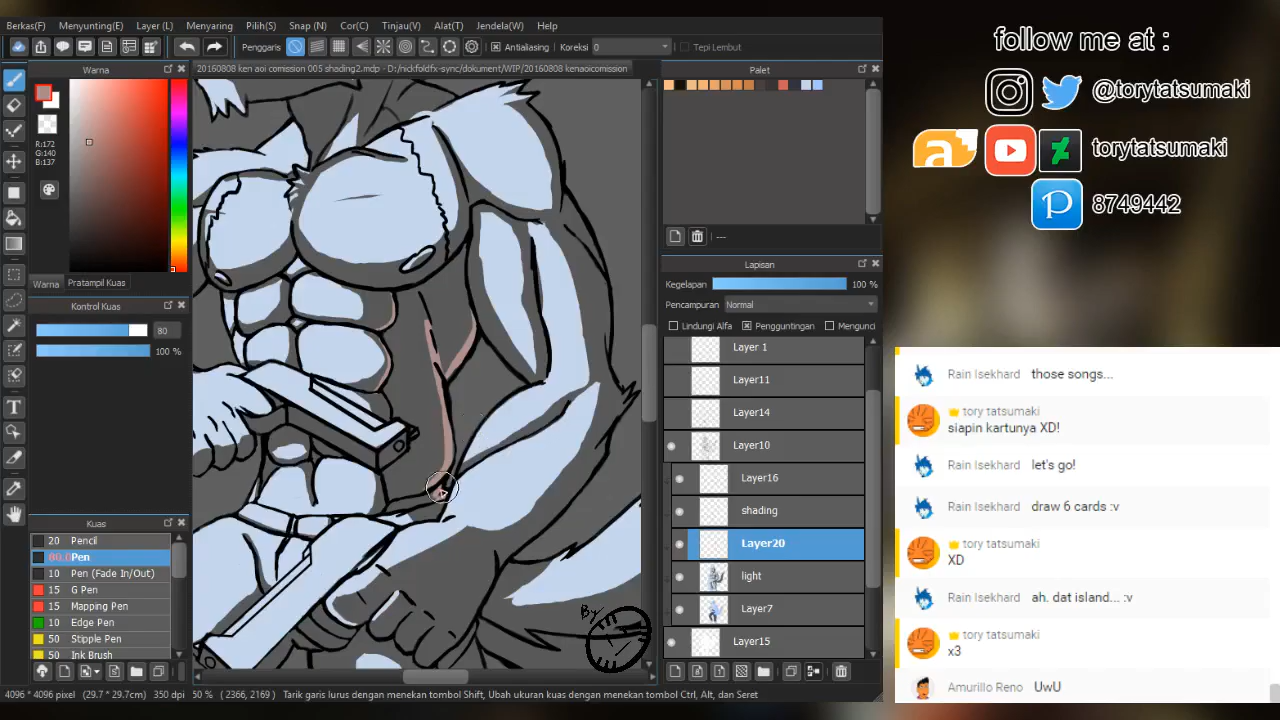 Berkas(F) Menyunting(E) Layer (L) Menyaring Pilih(S) Snap (N) Cor(C) Tinjau(V) Alat(T) Jendela(W) Help
Penggaris Antialiasing Koreksi 0 Tepi Lembut
Warna
R:172
G:140
B:137
Warna Pratampil Kuas
Kontrol Kuas
80
100 %
Kuas
20 Pencil
80.0 Pen
10 Pen (Fade In/Out)
15 G Pen
15 Mapping Pen
10 Edge Pen
50 Stipple Pen
50 Ink Brush
20160808 ken aoi comission 005 shading2.mdp - D:/nickfoldfx-sync/dokument/WIP/20160808 kenaoicomission
By
Palet
---
Lapisan
Kegelapan 100 %
Pencampuran Normal
Lindungi Alfa Pengguntingan Mengunci
Layer 1
Layer11
Layer14
Layer10
Layer16
shading
Layer20
light
Layer7
Layer15
4096 * 4096 pixel (29.7 * 29.7cm) 350 dpi 50 % (2366, 2169) Tarik garis lurus dengan menekan tombol Shift, Ubah ukuran kuas dengan menekan tombol Ctrl, Alt, dan Seret
follow me at :
@torytatsumaki
a torytatsumaki
P 8749442
Rain Isekhard those songs...
tory tatsumaki
siapin kartunya XD!
Rain Isekhard let's go!
Rain Isekhard draw 6 cards :v
tory tatsumaki
XD
Rain Isekhard ah. dat island... :v
tory tatsumaki
x3
Amurillo Reno UwU